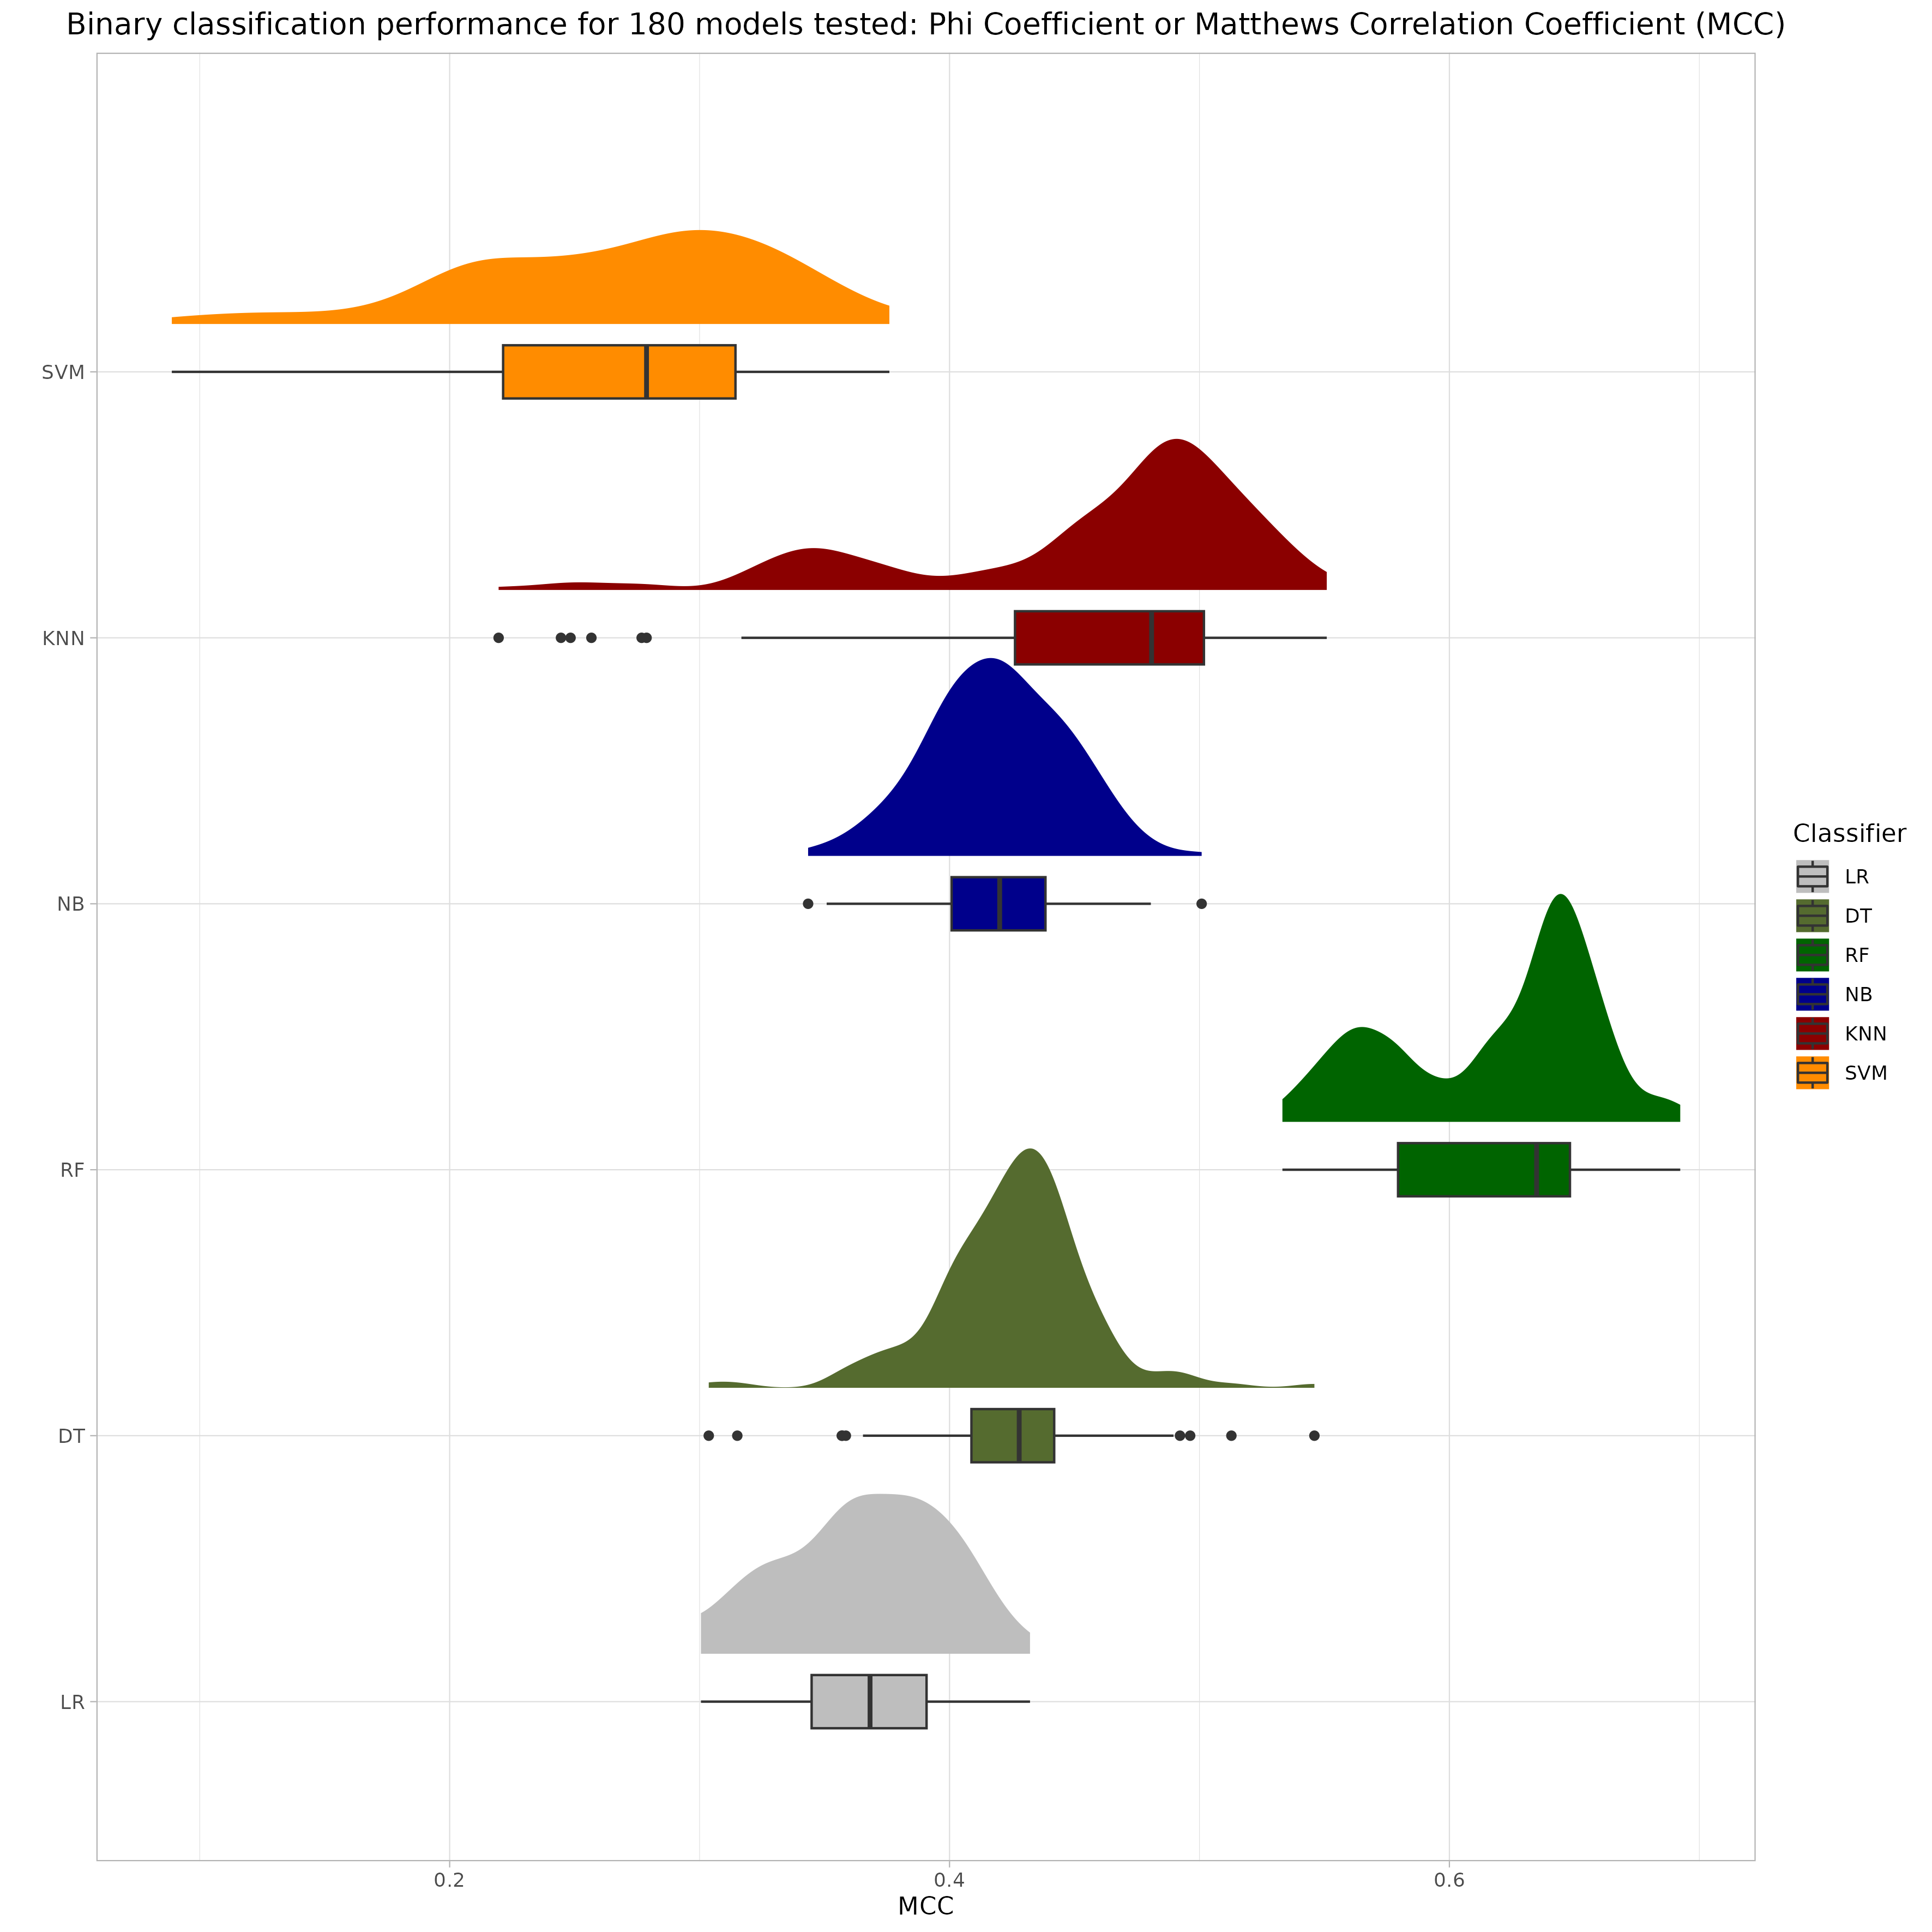 Binary classification performance for 180 models tested: Phi Coefficient or Matthews Correlation Coefficient (MCC)
SVM
KNN
NB
RF
DT
LR
0.2
0.4
0.6
MCC
Classifier
LR
DT
RF
NB
KNN
SVM